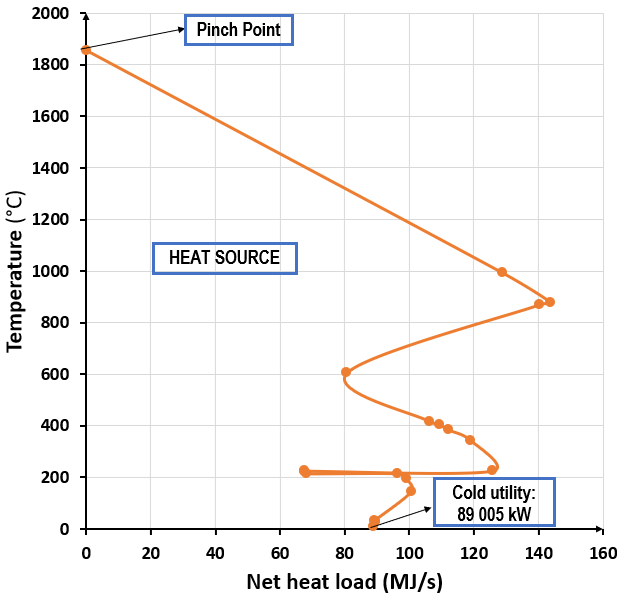 2000
Pinch Point
1800
1600
1400
1200
HEAT SOURCE
1000
800
600
400
200
Cold utility:
89 005 kW
0
0 20 40 60 80 100 120 140 160
Temperature (°C)
Net heat load (MJ/s)